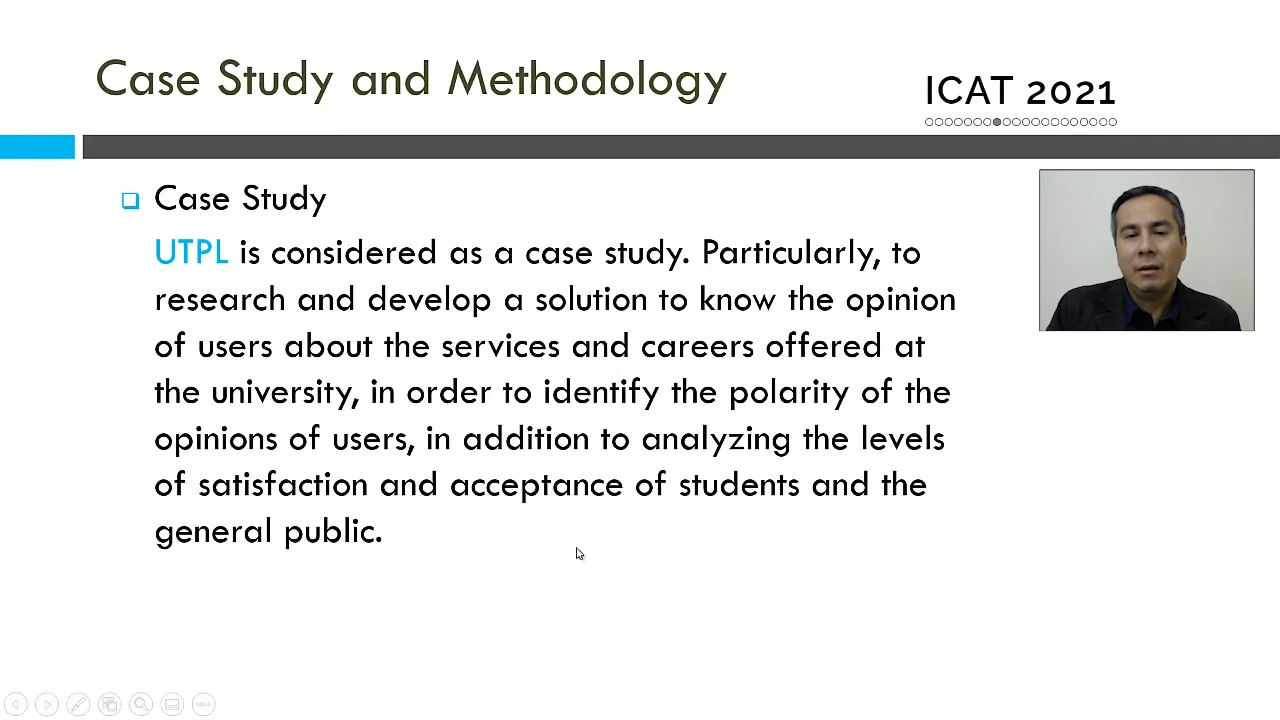 Case Study and Methodology
ICAT 2021
Case Study
UTPL is considered as a case study. Particularly, to
research and develop a solution to know the opinion
of users about the services and careers offered at
the university, in order to identify the polarity of the
opinions of users, in addition to analyzing the levels
of satisfaction and acceptance of students and the
general public.